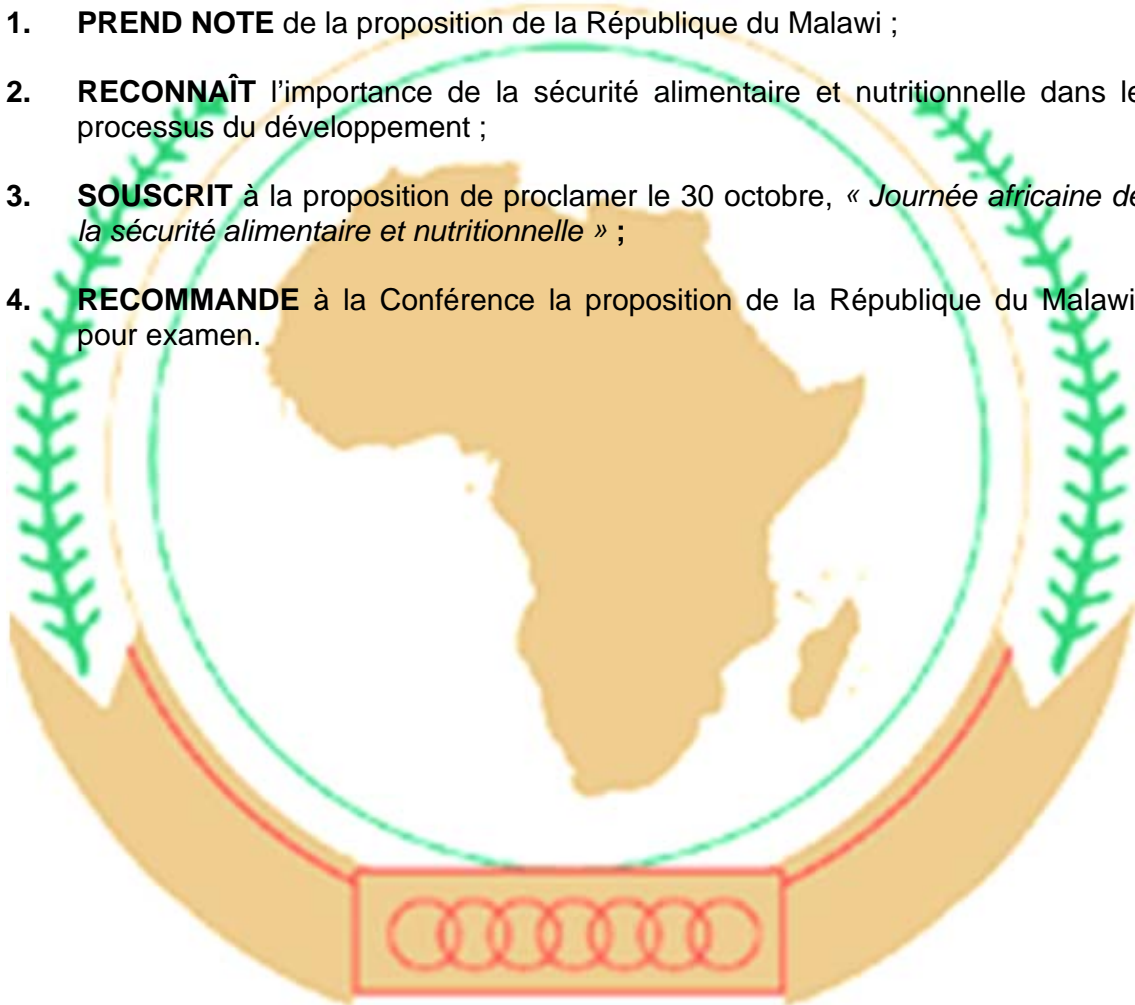 1. PREND NOTE de la proposition de la République du Malawi ;
2. RECONNAÎT l’importance de la sécurité alimentaire et nutritionnelle dans le
processus du développement ;
3. SOUSCRIT à la proposition de proclamer le 30 octobre, « Journée africaine de
la sécurité alimentaire et nutritionnelle » ;
4. RECOMMANDE à la Conférence la proposition de la République du Malawi
pour examen.